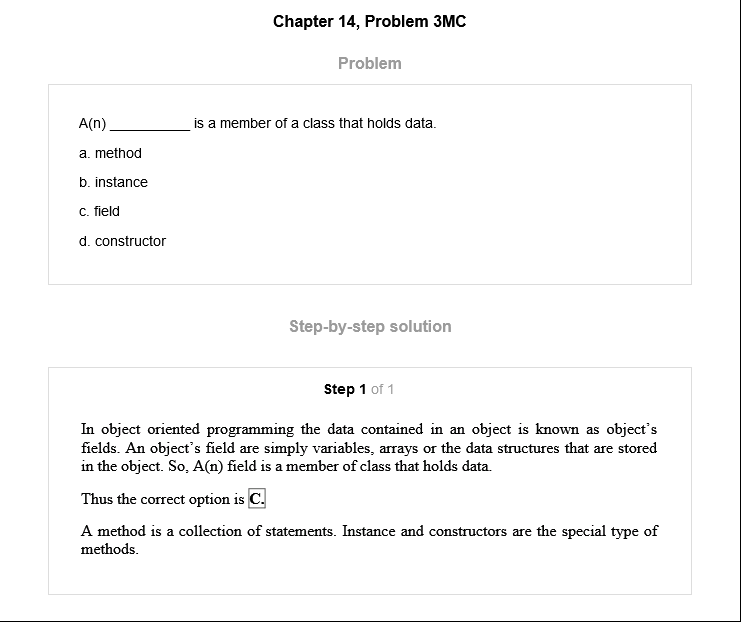 Chapter 14, Problem 3MC
Problem
A(n) __________ is a member of a class that holds data.
a. method
b. instance
c. field
d. constructor
Step-by-step solution
Step 1 of 1
In object oriented programming the data contained in an object is known as object’s
fields. An object’s field are simply variables, arrays or the data structures that are stored
in the object. So, A(n) field is a member of class that holds data.
Thus the correct option is C.
A method is a collection of statements. Instance and constructors are the special type of
methods.